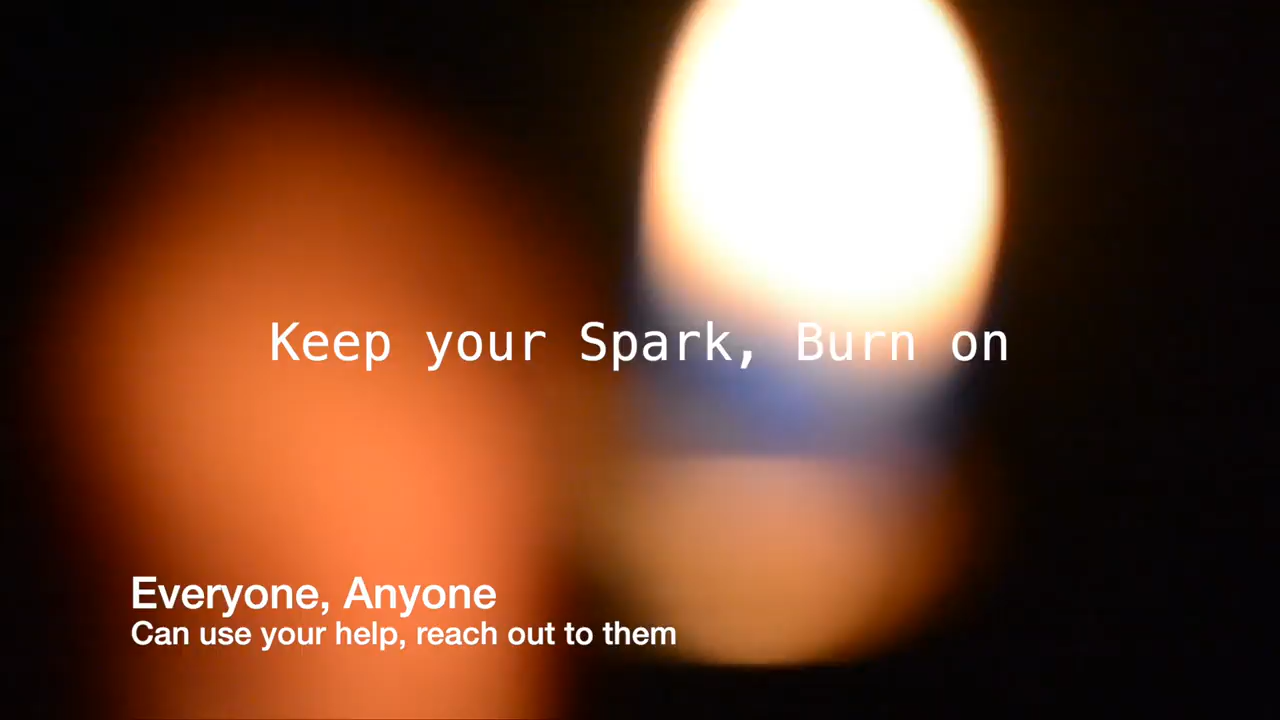 Keep your Spark, Burn on
Everyone, Anyone
Can use your help, reach out to them